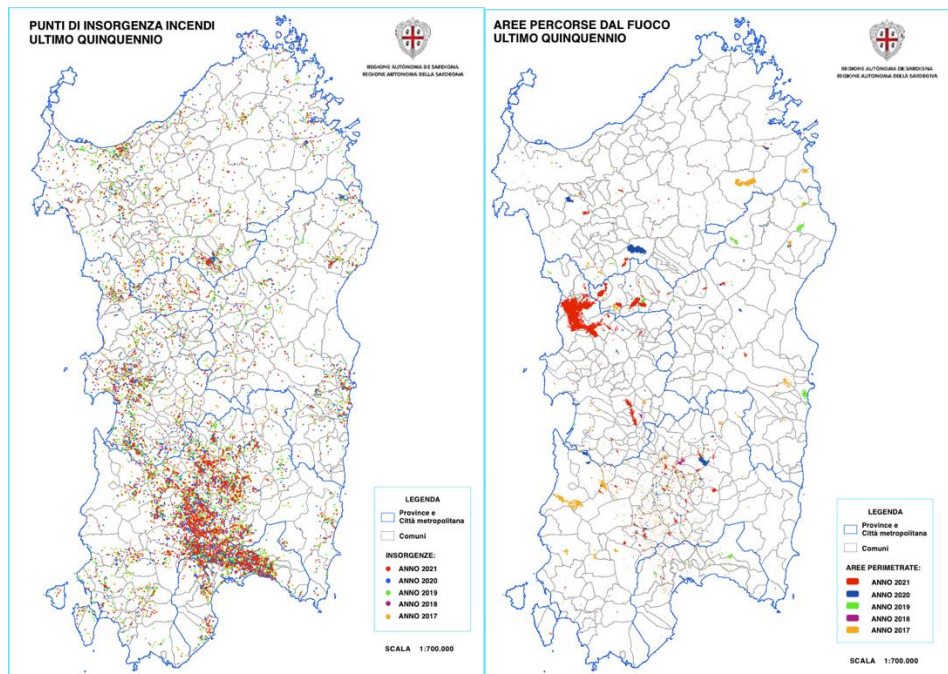 PUNTI DI INSORGENZA INCENDI
ULTIMO QUINQUENNIO
REGIONE AUTÒNOMA DE SARDIGNA
REGIONE AUTONOMA DELLA SARDEGNA
LEGENDA
Province e
Città metropolitana
Comuni
INSORGENZE:
ANNO 2021
ANNO 2020
ANNO 2019
ANNO 2018
ANNO 2017
SCALA 1:700.000
AREE PERCORSE DAL FUOCO
ULTIMO QUINQUENNIO
REGIONE AUTÒNOMA DE SARDIGNA
REGIONE AUTONOMA DELLA SARDEGNA
LEGENDA
Province e
Città metropolitana
Comuni
AREE PERIMETRATE:
ANNO 2021
ANNO 2020
ANNO 2019
ANNO 2018
ANNO 2017
SCALA 1:700.000